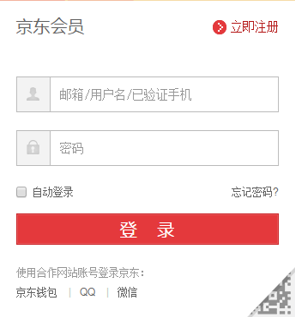 京东会员 立即注册
邮箱/用户名/已验证手机
密码
自动登录 忘记密码?
登 录
使用合作网站账号登录京东:
京东钱包 | QQ | 微信